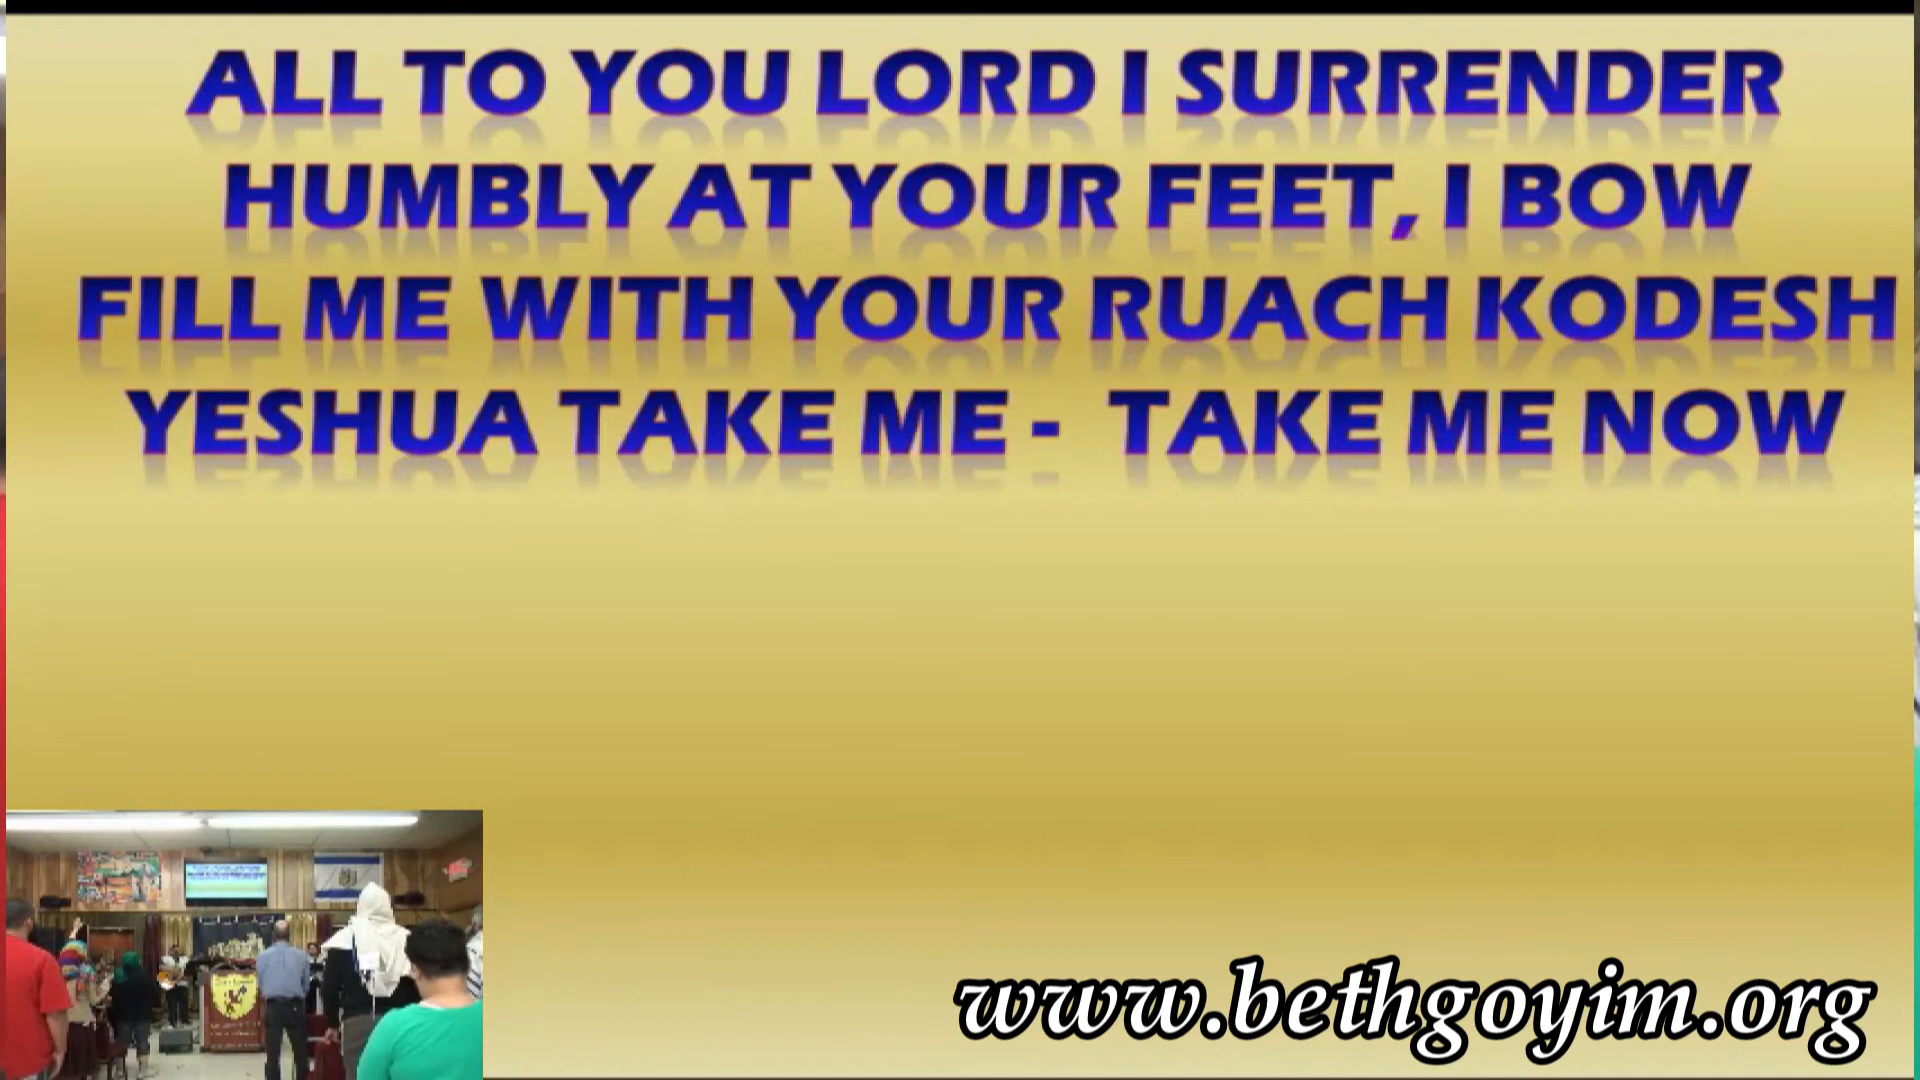 ALL TO YOU LORD I SURRENDER
HUMBLY AT YOUR FEET, I BOW
FILL ME WITH YOUR RUACH KODESH
YESHUA TAKE ME - TAKE ME NOW
www.bethgoyim.org